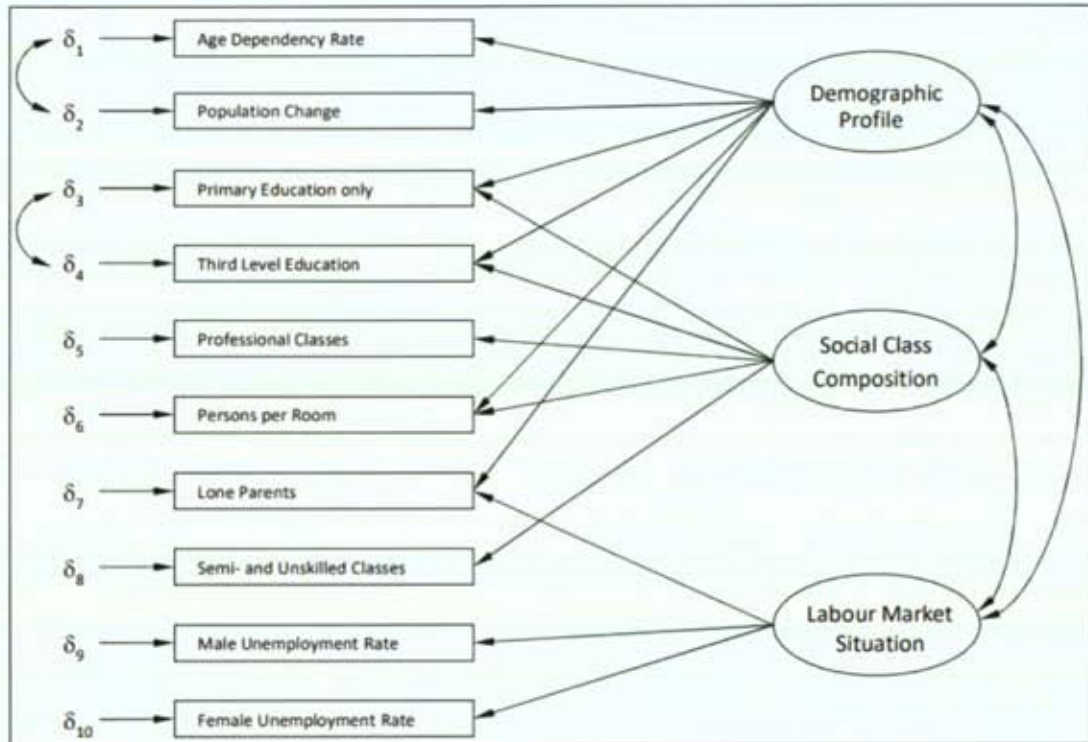 δ1 Age Dependency Rate
δ2 Population Change
δ3 Primary Education only
δ4 Third Level Education
δ5 Professional Classes
δ6 Persons per Room
δ7 Lone Parents
δ8 Semi- and Unskilled Classes
δ9 Male Unemployment Rate
δ10 Female Unemployment Rate
Demographic
Profile
Social Class
Composition
Labour Market
Situation